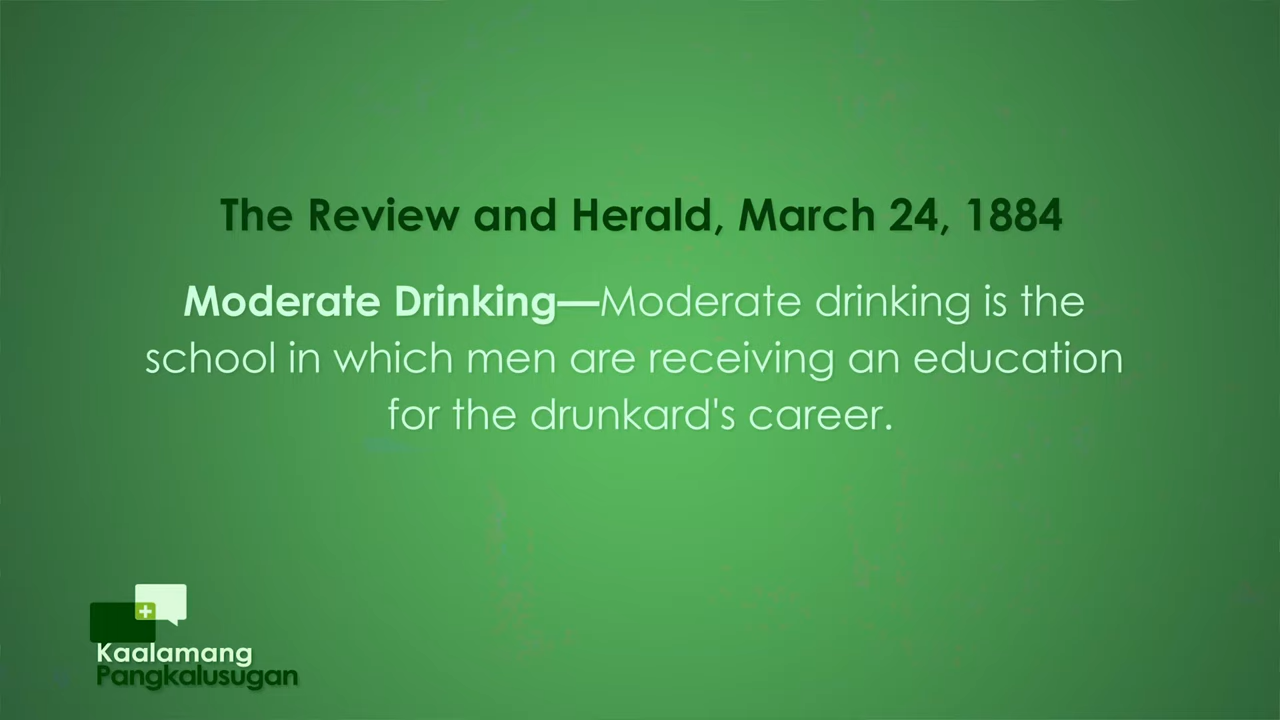 The Review and Herald, March 24, 1884
Moderate Drinking—Moderate drinking is the
school in which men are receiving an education
for the drunkard's career.
Kaalamang
Pangkalusugan